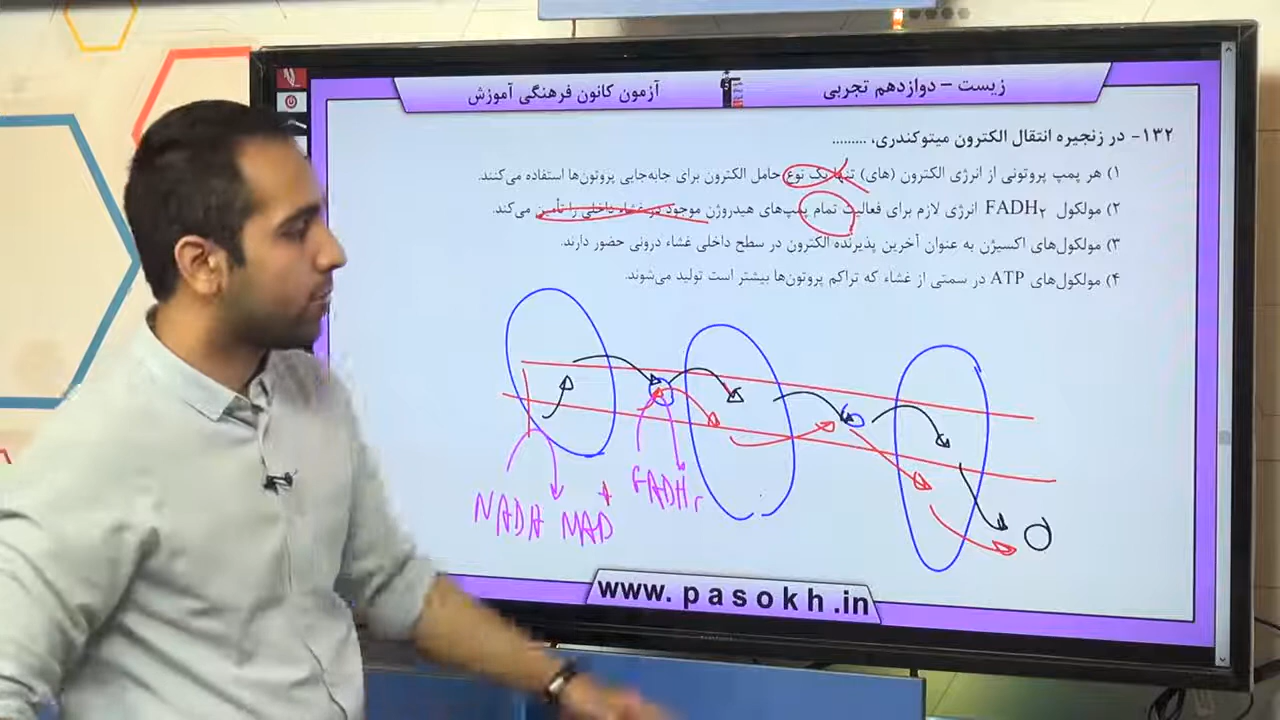 زیست - دوازدهم تجربی
آزمون کانون فرهنگی آموزش
۱۳۲- در زنجیره انتقال الکترون میتوکندری، .........
۱) هر پمپ پروتونی از انرژی الکترون (های) تنها یک نوع حامل الکترون برای جابه‌جایی پروتون‌ها استفاده می‌کنند.
۲) مولکول FADH۲ انرژی لازم برای فعالیت تمام پمپ‌های هیدروژن موجود در غشاء داخلی را تأمین می‌کند.
۳) مولکول‌های اکسیژن به عنوان آخرین پذیرنده الکترون در سطح داخلی غشاء درونی حضور دارند.
۴) مولکول‌های ATP در سمتی از غشاء که تراکم پروتون‌ها بیشتر است تولید می‌شوند.
NADH NAD+ FADH۲
O
www.pasokh.in